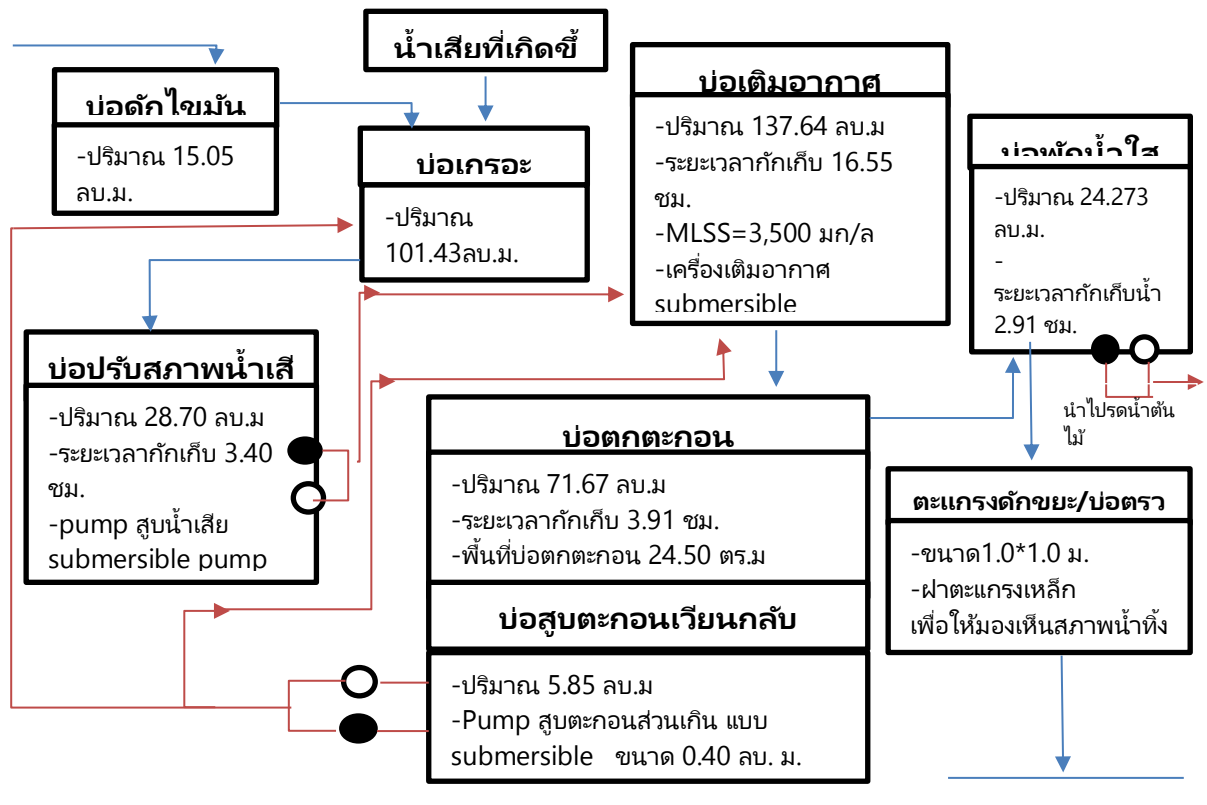 น้ำเสียที่เกิดขึ้
บ่อดักไขมัน
-ปริมาณ 15.05
ลบ.ม.
บ่อเกรอะ
-ปริมาณ
101.43ลบ.ม.
บ่อเติมอากาศ
-ปริมาณ 137.64 ลบ.ม
-ระยะเวลากักเก็บ 16.55
ชม.
-MLSS=3,500 มก/ล
-เครื่องเติมอากาศ
submersible
บ่อพักน้ำใส
-ปริมาณ 24.273
ลบ.ม.
-
ระยะเวลากักเก็บน้ำ
2.91 ชม.
นำไปรดน้ำต้น
ไม้
บ่อปรับสภาพน้ำเสี
-ปริมาณ 28.70 ลบ.ม
-ระยะเวลากักเก็บ 3.40
ชม.
-pump สูบน้ำเสีย
submersible pump
บ่อตกตะกอน
-ปริมาณ 71.67 ลบ.ม
-ระยะเวลากักเก็บ 3.91 ชม.
-พื้นที่บ่อตกตะกอน 24.50 ตร.ม
บ่อสูบตะกอนเวียนกลับ
-ปริมาณ 5.85 ลบ.ม
-Pump สูบตะกอนส่วนเกิน แบบ
submersible ขนาด 0.40 ลบ. ม.
ตะแกรงดักขยะ/บ่อตรว
-ขนาด1.0*1.0 ม.
-ฝาตะแกรงเหล็ก
เพื่อให้มองเห็นสภาพน้ำทิ้ง